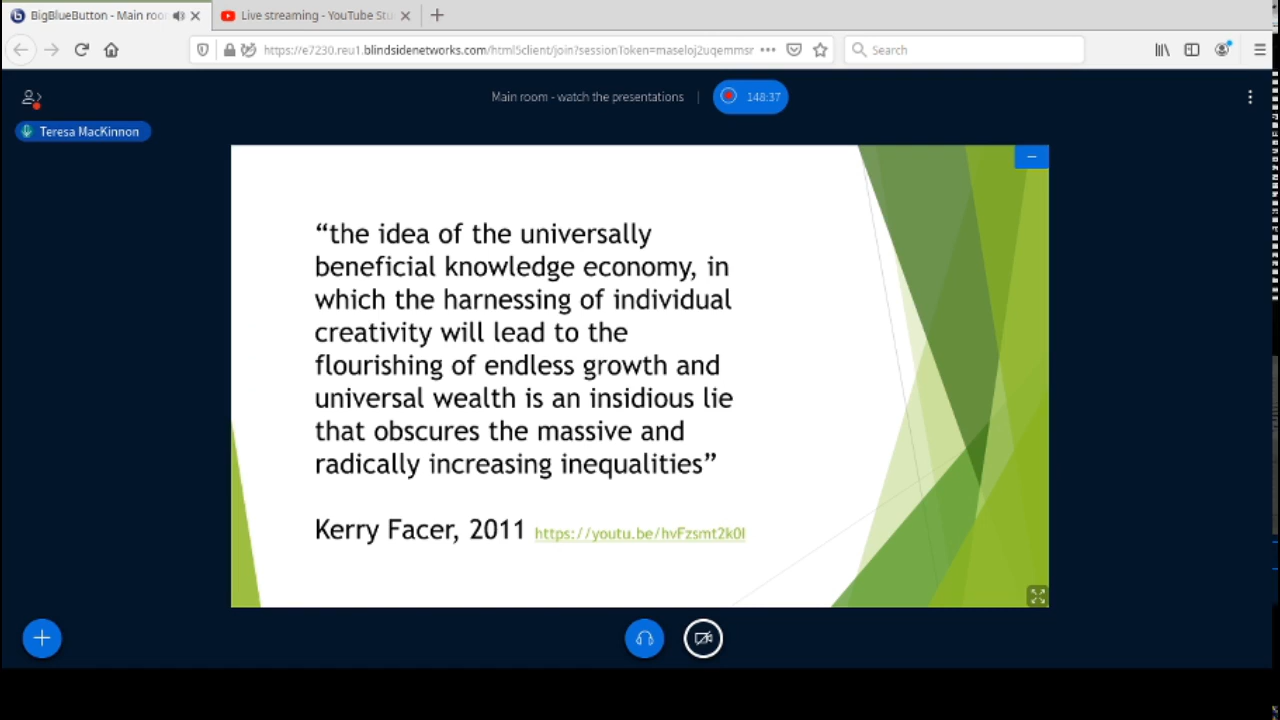 BigBlueButton - Main roo
Live streaming - YouTube Stu
https://e7230.reu1.blindsidenetworks.com/html5client/join?sessionToken=maseloj2uqemmsr
Search
Main room - watch the presentations | 148:37
Teresa MacKinnon
“the idea of the universally
beneficial knowledge economy, in
which the harnessing of individual
creativity will lead to the
flourishing of endless growth and
universal wealth is an insidious lie
that obscures the massive and
radically increasing inequalities”
Kerry Facer, 2011 https://youtu.be/hvFzsmt2k0I